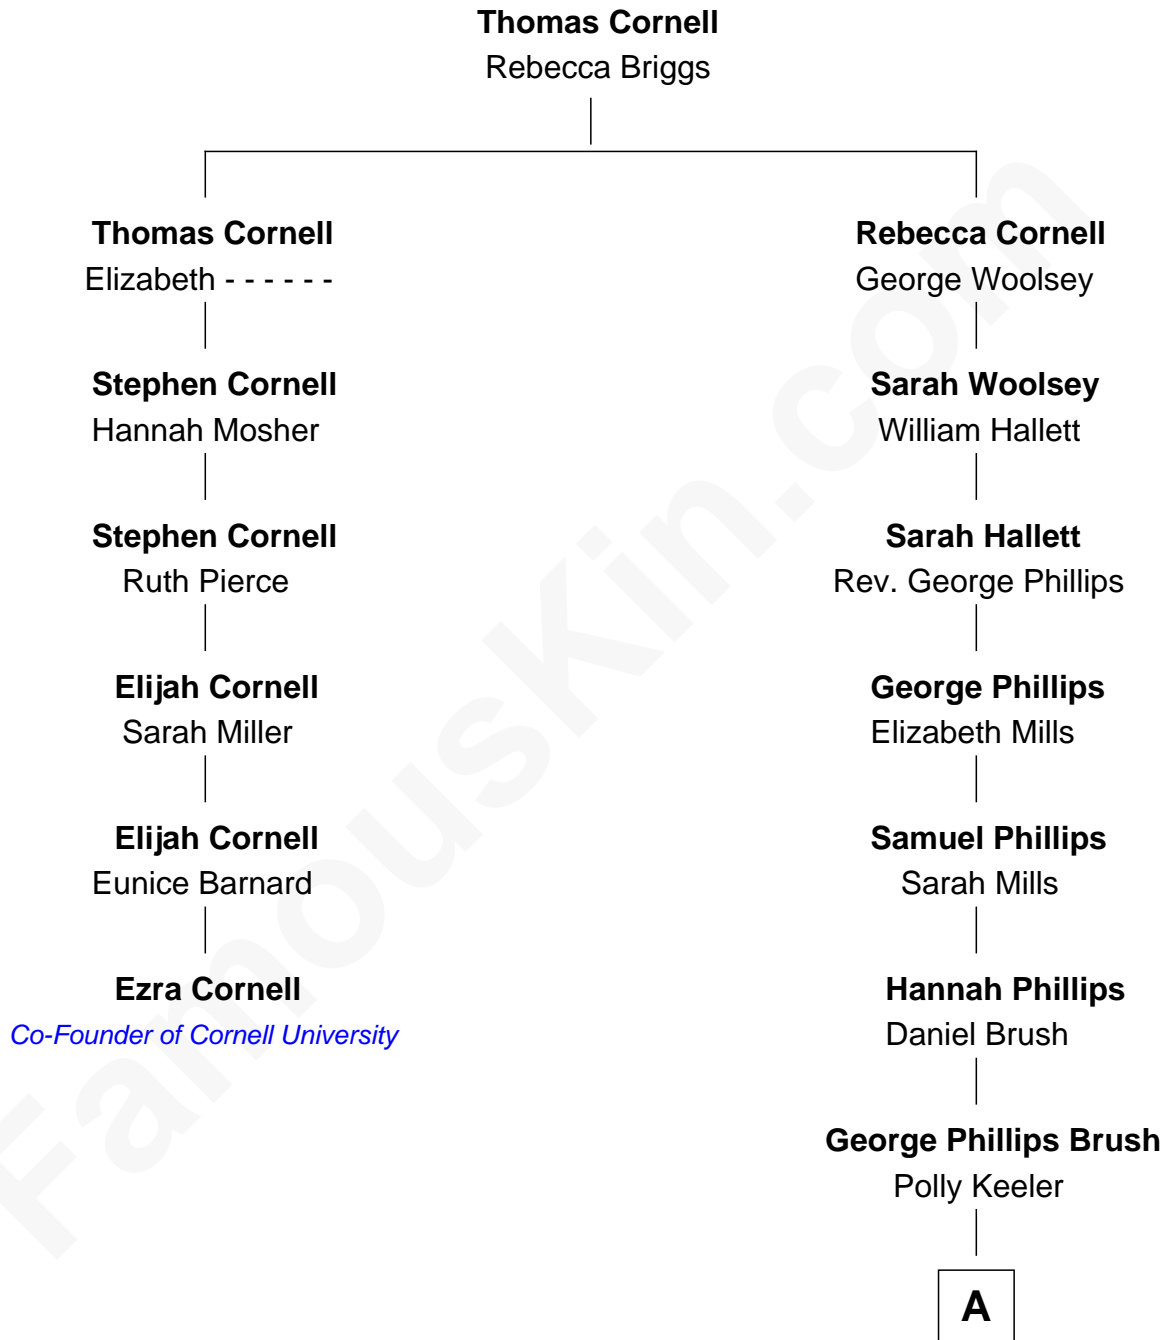 Thomas Cornell
Rebecca Briggs
Thomas Cornell
Elizabeth - - - - - -
Stephen Cornell
Hannah Mosher
Stephen Cornell
Ruth Pierce
Elijah Cornell
Sarah Miller
Elijah Cornell
Eunice Barnard
Ezra Cornell
Co-Founder of Cornell University
Rebecca Cornell
George Woolsey
Sarah Woolsey
William Hallett
Sarah Hallett
Rev. George Phillips
George Phillips
Elizabeth Mills
Samuel Phillips
Sarah Mills
Hannah Phillips
Daniel Brush
George Phillips Brush
Polly Keeler
A
FamousKin.com